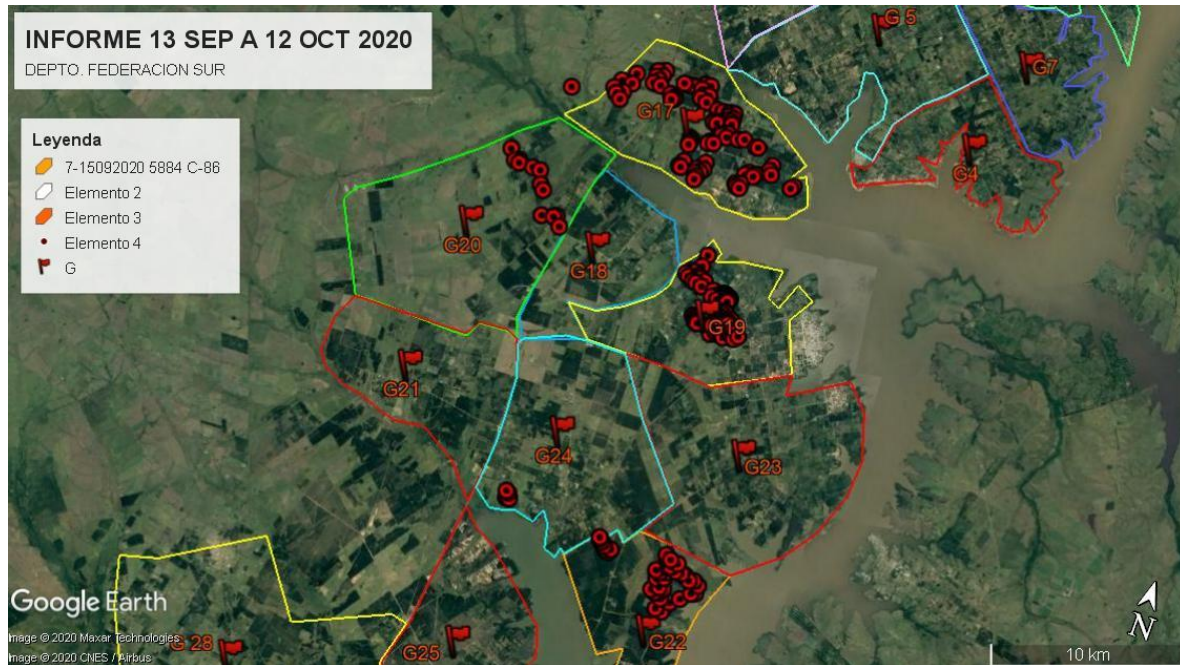 INFORME 13 SEP A 12 OCT 2020
DEPTO. FEDERACION SUR
Leyenda
7-15092020 5884 C-86
Elemento 2
Elemento 3
Elemento 4
G
G 5
G7
G17
G4
G20
G18
G19
G21
G24
G23
G22
G25
G 28
Google Earth
Image © 2020 Maxar Technologies
Image © 2020 CNES / Airbus
N
10 km